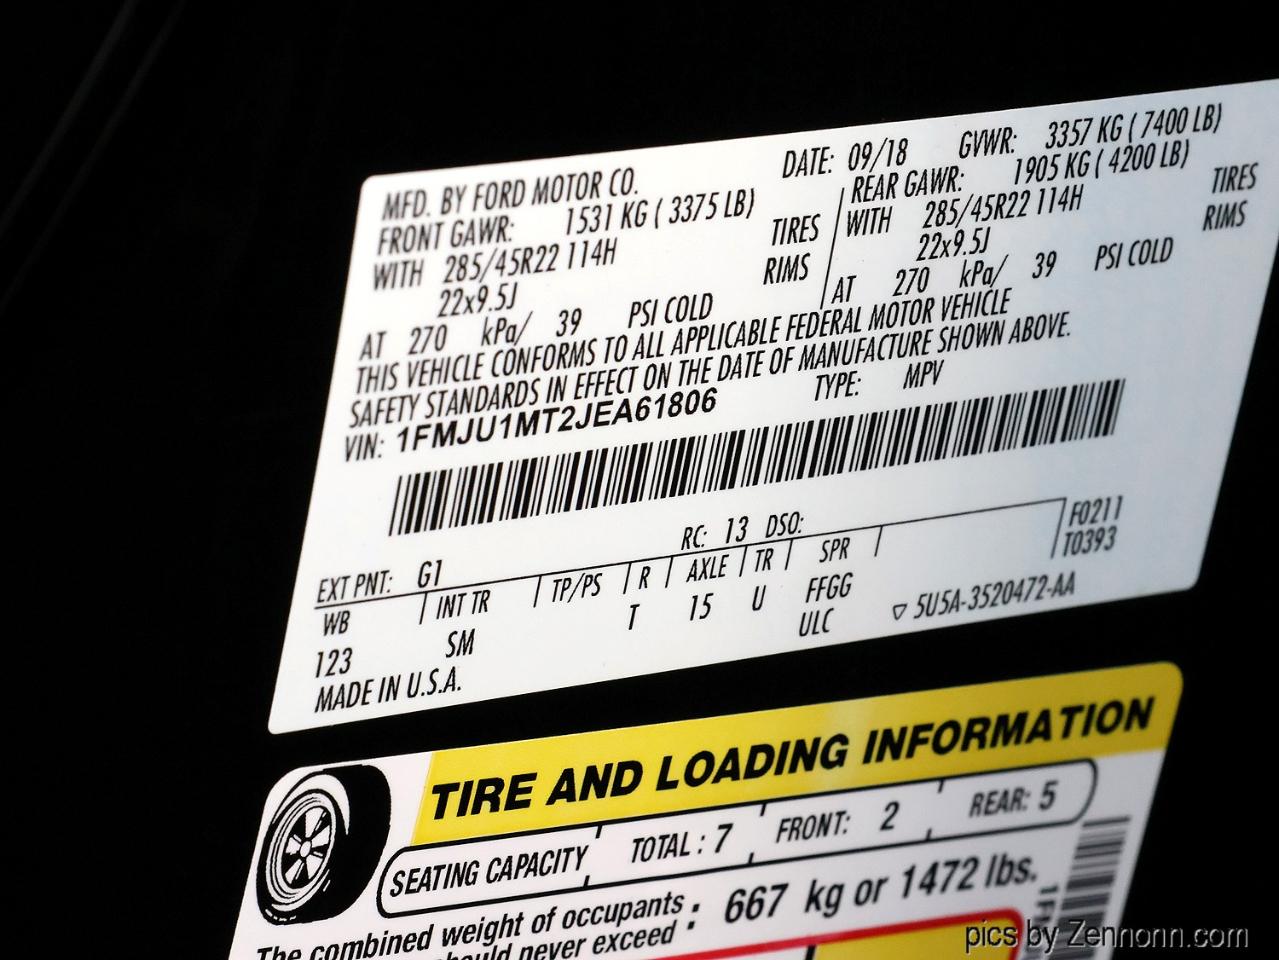 MFD. BY FORD MOTOR CO. DATE: 09/18 GVWR: 3357 KG ( 7400 LB)
FRONT GAWR: 1531 KG ( 3375 LB) REAR GAWR: 1905 KG ( 4200 LB)
WITH 285/45R22 114H TIRES WITH 285/45R22 114H TIRES
22x9.5J RIMS 22x9.5J RIMS
AT 270 kPa/ 39 PSI COLD AT 270 kPa/ 39 PSI COLD
THIS VEHICLE CONFORMS TO ALL APPLICABLE FEDERAL MOTOR VEHICLE
SAFETY STANDARDS IN EFFECT ON THE DATE OF MANUFACTURE SHOWN ABOVE.
VIN: 1FMJU1MT2JEA61806 TYPE: MPV
EXT PNT: G1 RC: 13 DSO: F0211
WB INT TR TP/PS R AXLE TR SPR T0393
123 SM T 15 U FFGG
ULC ▽ 5U5A-3520472-AA
MADE IN U.S.A.
TIRE AND LOADING INFORMATION
SEATING CAPACITY TOTAL : 7 FRONT: 2 REAR: 5
The combined weight of occupants : 667 kg or 1472 lbs.
never exceed
pics by Zennonn.com